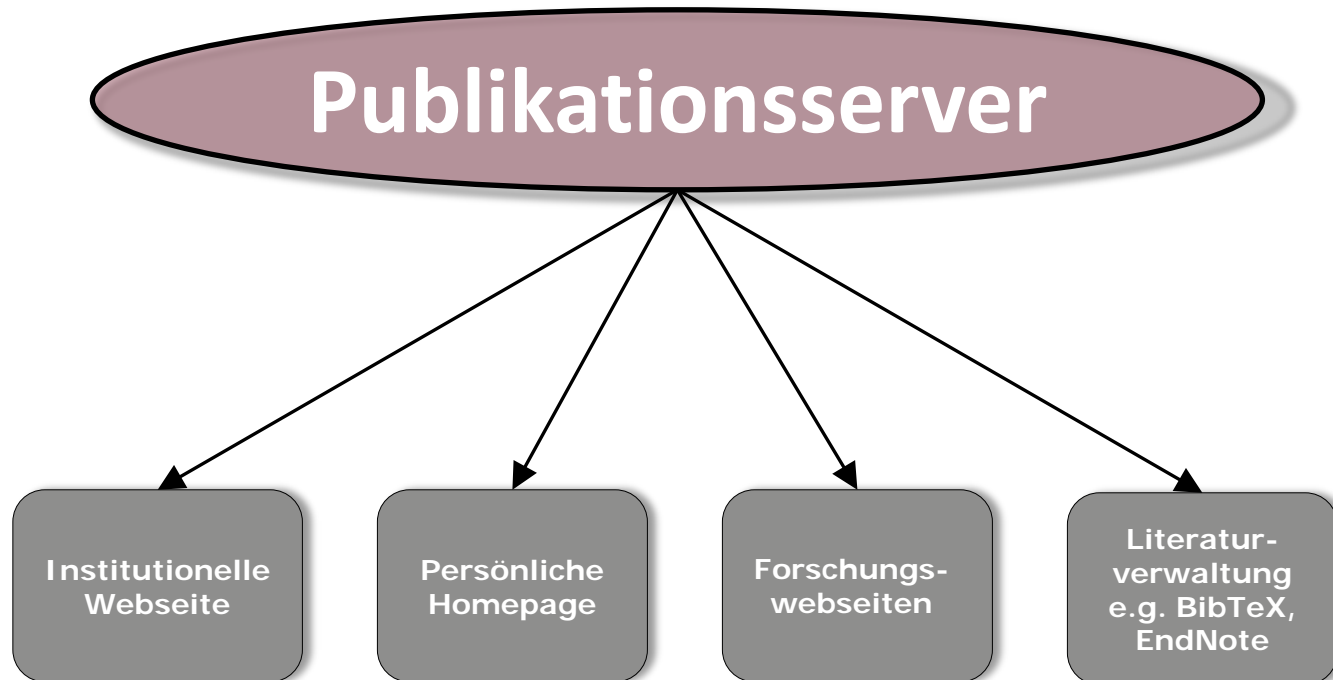 Publikationsserver
Institutionelle
Webseite
Persönliche
Homepage
Forschungs-
webseiten
Literatur-
verwaltung
e.g. BibTeX,
EndNote